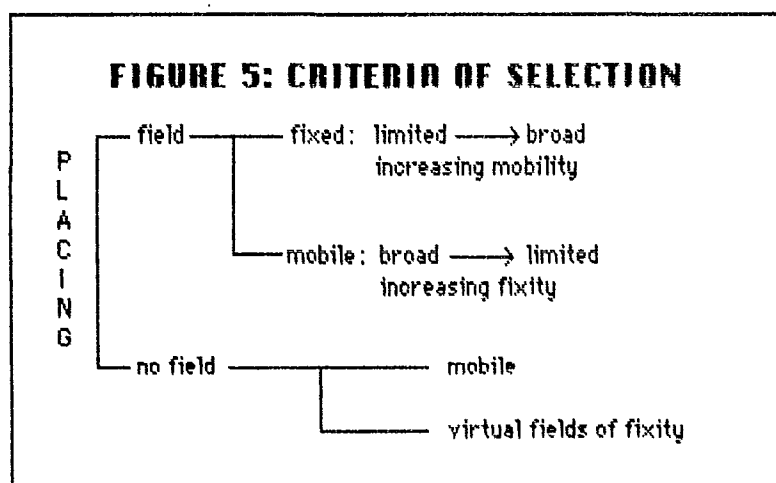 FIGURE 5: CRITERIA OF SELECTION
PLACING
field fixed: limited → broad
increasing mobility
mobile: broad → limited
increasing fixity
no field mobile
virtual fields of fixity